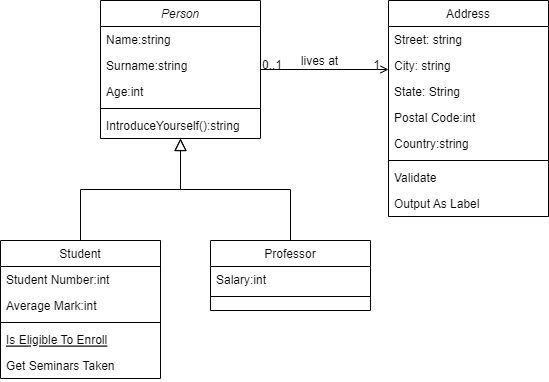 Person
Name:string
Surname:string
Age:int
IntroduceYourself():string
0..1
lives at
1
Address
Street: string
City: string
State: String
Postal Code:int
Country:string
Validate
Output As Label
Student
Student Number:int
Average Mark:int
Is Eligible To Enroll
Get Seminars Taken
Professor
Salary:int